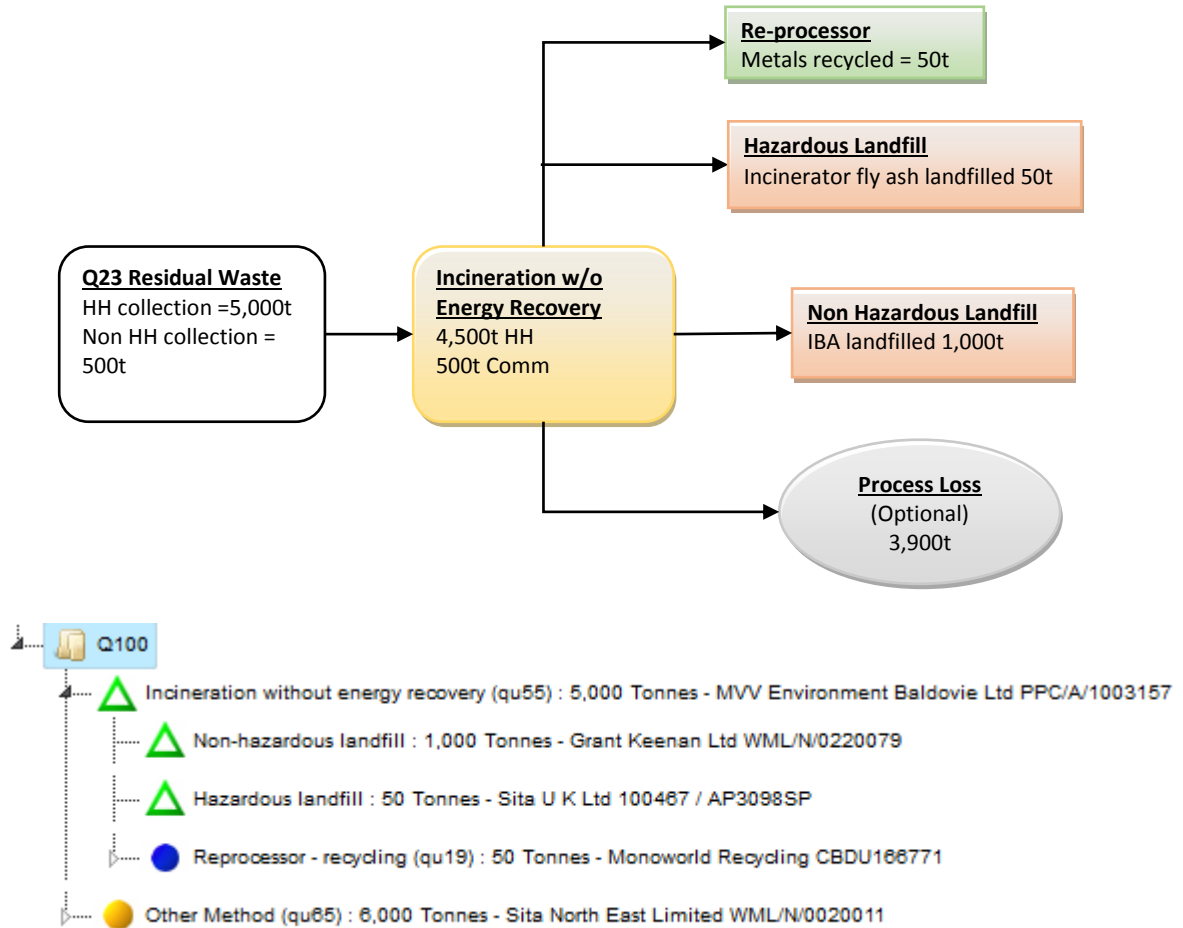 Re-processor
Metals recycled = 50t
Hazardous Landfill
Incinerator fly ash landfilled 50t
Q23 Residual Waste
HH collection =5,000t
Non HH collection =
500t
Incineration w/o
Energy Recovery
4,500t HH
500t Comm
Non Hazardous Landfill
IBA landfilled 1,000t
Process Loss
(Optional)
3,900t
Q100
Incineration without energy recovery (qu55) : 5,000 Tonnes - MVV Environment Baldovie Ltd PPC/A/1003157
Non-hazardous landfill : 1,000 Tonnes - Grant Keenan Ltd WML/N/0220079
Hazardous landfill : 50 Tonnes - Sita U K Ltd 100467 / AP3098SP
Reprocessor - recycling (qu19) : 50 Tonnes - Monoworld Recycling CBDU166771
Other Method (qu65) : 6,000 Tonnes - Sita North East Limited WML/N/0020011